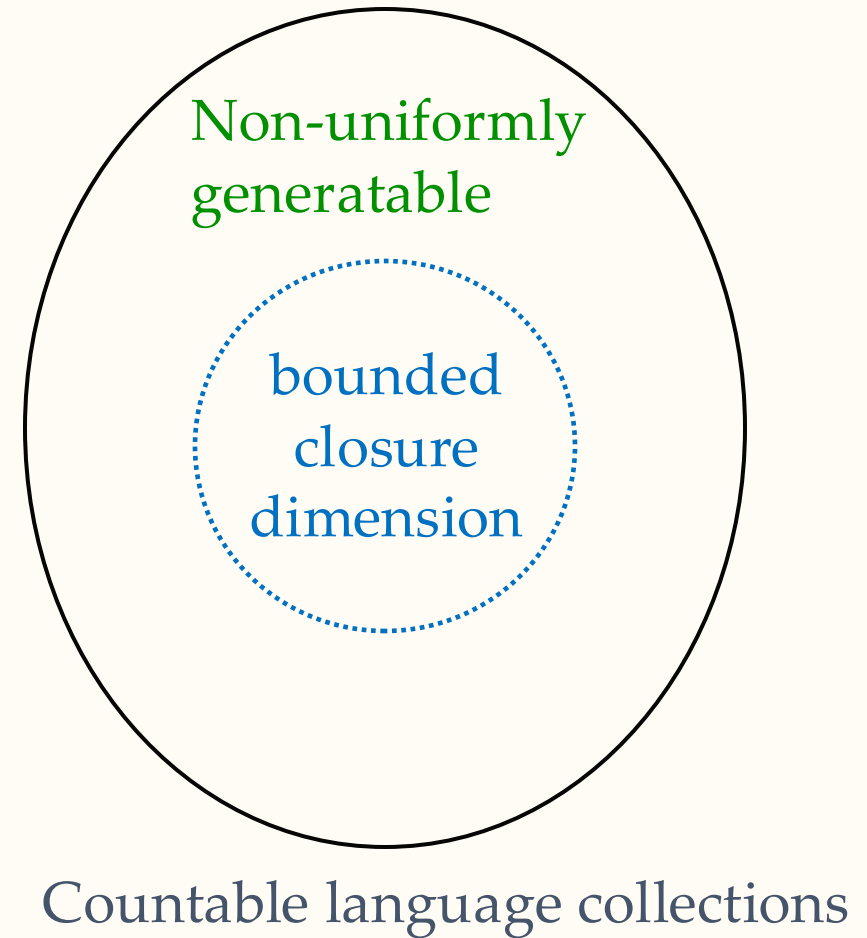 Non-uniformly
generatable
bounded
closure
dimension
Countable language collections